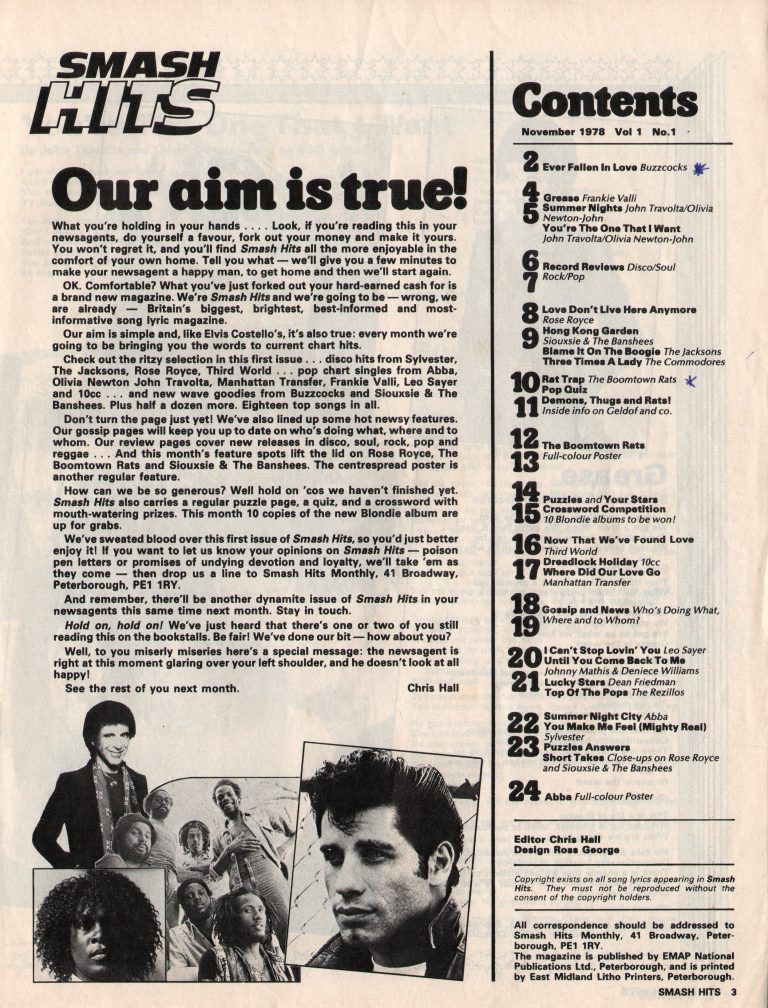 SMASH
HITS
Our aim is true!
What you're holding in your hands . . . . Look, if you're reading this in your
newsagents, do yourself a favour, fork out your money and make it yours.
You won't regret it, and you'll find Smash Hits all the more enjoyable in the
comfort of your own home. Tell you what — we'll give you a few minutes to
make your newsagent a happy man, to get home and then we'll start again.
OK. Comfortable? What you've just forked out your hard-earned cash for is
a brand new magazine. We're Smash Hits and we're going to be — wrong, we
are already — Britain's biggest, brightest, best-informed and most-
informative song lyric magazine.
Our aim is simple and, like Elvis Costello's, it's also true: every month we're
going to be bringing you the words to current chart hits.
Check out the ritzy selection in this first issue . . . disco hits from Sylvester,
The Jacksons, Rose Royce, Third World . . . pop chart singles from Abba,
Olivia Newton John Travolta, Manhattan Transfer, Frankie Valli, Leo Sayer
and 10cc . . . and new wave goodies from Buzzcocks and Siouxsie & The
Banshees. Plus half a dozen more. Eighteen top songs in all.
Don't turn the page just yet! We've also lined up some hot newsy features.
Our gossip pages will keep you up to date on who's doing what, where and to
whom. Our review pages cover new releases in disco, soul, rock, pop and
reggae . . . And this month's feature spots lift the lid on Rose Royce, The
Boomtown Rats and Siouxsie & The Banshees. The centrespread poster is
another regular feature.
How can we be so generous? Well hold on 'cos we haven't finished yet.
Smash Hits also carries a regular puzzle page, a quiz, and a crossword with
mouth-watering prizes. This month 10 copies of the new Blondie album are
up for grabs.
We've sweated blood over this first issue of Smash Hits, so you'd just better
enjoy it! If you want to let us know your opinions on Smash Hits — poison
pen letters or promises of undying devotion and loyalty, we'll take 'em as
they come — then drop us a line to Smash Hits Monthly, 41 Broadway,
Peterborough, PE1 1RY.
And remember, there'll be another dynamite issue of Smash Hits in your
newsagents this same time next month. Stay in touch.
Hold on, hold on! We've just heard that there's one or two of you still
reading this on the bookstalls. Be fair! We've done our bit — how about you?
Well, to you miserly miseries here's a special message: the newsagent is
right at this moment glaring over your left shoulder, and he doesn't look at all
happy!
See the rest of you next month. Chris Hall
Contents
November 1978 Vol 1 No.1
2 Ever Fallen In Love Buzzcocks
4 Grease Frankie Valli
5 Summer Nights John Travolta/Olivia
Newton-John
You're The One That I Want
John Travolta/Olivia Newton-John
6 Record Reviews Disco/Soul
7 Rock/Pop
8 Love Don't Live Here Anymore
Rose Royce
9 Hong Kong Garden
Siouxsie & The Banshees
Blame It On The Boogie The Jacksons
Three Times A Lady The Commodores
10 Rat Trap The Boomtown Rats
Pop Quiz
11 Demons, Thugs and Rats!
Inside info on Geldof and co.
12 The Boomtown Rats
13 Full-colour Poster
14 Puzzles and Your Stars
15 Crossword Competition
10 Blondie albums to be won!
16 Now That We've Found Love
Third World
17 Dreadlock Holiday 10cc
Where Did Our Love Go
Manhattan Transfer
18 Gossip and News Who's Doing What,
19 Where and to Whom?
20 I Can't Stop Lovin' You Leo Sayer
Until You Come Back To Me
Johnny Mathis & Deniece Williams
21 Lucky Stars Dean Friedman
Top Of The Pops The Rezillos
22 Summer Night City Abba
You Make Me Feel (Mighty Real)
Sylvester
23 Puzzles Answers
Short Takes Close-ups on Rose Royce
and Siouxsie & The Banshees
24 Abba Full-colour Poster
Editor Chris Hall
Design Ross George
Copyright exists on all song lyrics appearing in Smash
Hits. They must not be reproduced without the
consent of the copyright holders.
All correspondence should be addressed to
Smash Hits Monthly, 41 Broadway, Peter-
borough, PE1 1RY.
The magazine is published by EMAP National
Publications Ltd., Peterborough, and is printed
by East Midland Litho Printers, Peterborough.
SMASH HITS 3